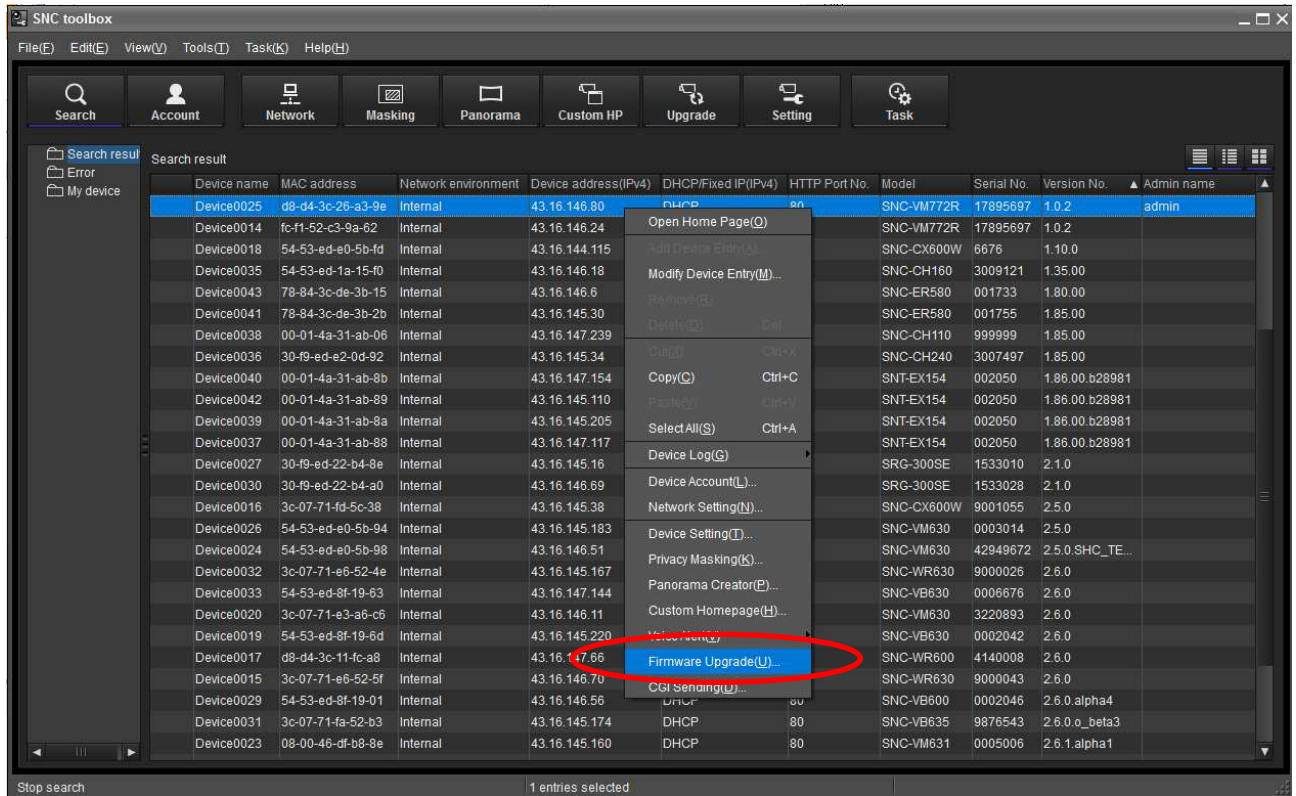 SNC toolbox
File(F) Edit(E) View(V) Tools(T) Task(K) Help(H)
Search Account Network Masking Panorama Custom HP Upgrade Setting Task
Search resul
Error
My device
Search result
Device name MAC address Network environment Device address(IPv4) DHCP/Fixed IP(IPv4) HTTP Port No. Model Serial No. Version No. ▲ Admin name
Device0025 d8-d4-3c-26-a3-9e Internal 43.16.146.80 DHCP 80 SNC-VM772R 17895697 1.0.2 admin
Device0014 fc-f1-52-c3-9a-62 Internal 43.16.146.24 SNC-VM772R 17895697 1.0.2
Device0018 54-53-ed-e0-5b-fd Internal 43.16.144.115 SNC-CX600W 6676 1.10.0
Device0035 54-53-ed-1a-15-f0 Internal 43.16.146.18 SNC-CH160 3009121 1.35.00
Device0043 78-84-3c-de-3b-15 Internal 43.16.146.6 SNC-ER580 001733 1.80.00
Device0041 78-84-3c-de-3b-2b Internal 43.16.145.30 SNC-ER580 001755 1.85.00
Device0038 00-01-4a-31-ab-06 Internal 43.16.147.239 SNC-CH110 999999 1.85.00
Device0036 30-f9-ed-e2-0d-92 Internal 43.16.145.34 SNC-CH240 3007497 1.85.00
Device0040 00-01-4a-31-ab-8b Internal 43.16.147.154 SNT-EX154 002050 1.86.00.b28981
Device0042 00-01-4a-31-ab-89 Internal 43.16.145.110 SNT-EX154 002050 1.86.00.b28981
Device0039 00-01-4a-31-ab-8a Internal 43.16.145.205 SNT-EX154 002050 1.86.00.b28981
Device0037 00-01-4a-31-ab-88 Internal 43.16.147.117 SNT-EX154 002050 1.86.00.b28981
Device0027 30-f9-ed-22-b4-8e Internal 43.16.145.16 SRG-300SE 1533010 2.1.0
Device0030 30-f9-ed-22-b4-a0 Internal 43.16.146.69 SRG-300SE 1533028 2.1.0
Device0016 3c-07-71-fd-5c-38 Internal 43.16.145.38 SNC-CX600W 9001055 2.5.0
Device0026 54-53-ed-e0-5b-94 Internal 43.16.145.183 SNC-VM630 0003014 2.5.0
Device0024 54-53-ed-e0-5b-98 Internal 43.16.146.51 SNC-VM630 42949672 2.5.0.SHC_TE...
Device0032 3c-07-71-e6-52-4e Internal 43.16.145.167 SNC-WR630 9000026 2.6.0
Device0033 54-53-ed-8f-19-63 Internal 43.16.147.144 SNC-VB630 0006676 2.6.0
Device0020 3c-07-71-e3-a6-c6 Internal 43.16.146.11 SNC-VM630 3220893 2.6.0
Device0019 54-53-ed-8f-19-6d Internal 43.16.145.220 SNC-VB630 0002042 2.6.0
Device0017 d8-d4-3c-11-fc-a8 Internal 43.16.147.66 SNC-WR600 4140008 2.6.0
Device0015 3c-07-71-e6-52-5f Internal 43.16.146.70 SNC-WR630 9000043 2.6.0
Device0029 54-53-ed-8f-19-01 Internal 43.16.146.56 DHCP 80 SNC-VB600 0002046 2.6.0.alpha4
Device0031 3c-07-71-fa-52-b3 Internal 43.16.145.174 DHCP 80 SNC-VB635 9876543 2.6.0.o_beta3
Device0023 08-00-46-df-b8-8e Internal 43.16.145.160 DHCP 80 SNC-VM631 0005006 2.6.1.alpha1
Open Home Page(O)
Add Device Entry(A)
Modify Device Entry(M)...
Remove(R)
Delete(D) Del
Cut(X) Ctrl+X
Copy(C) Ctrl+C
Paste(V) Ctrl+V
Select All(S) Ctrl+A
Device Log(G)
Device Account(L)...
Network Setting(N)...
Device Setting(T)...
Privacy Masking(K)...
Panorama Creator(P)...
Custom Homepage(H)...
Voice Alert(V)
Firmware Upgrade(U)...
CGI Sending(D)...
Stop search 1 entries selected